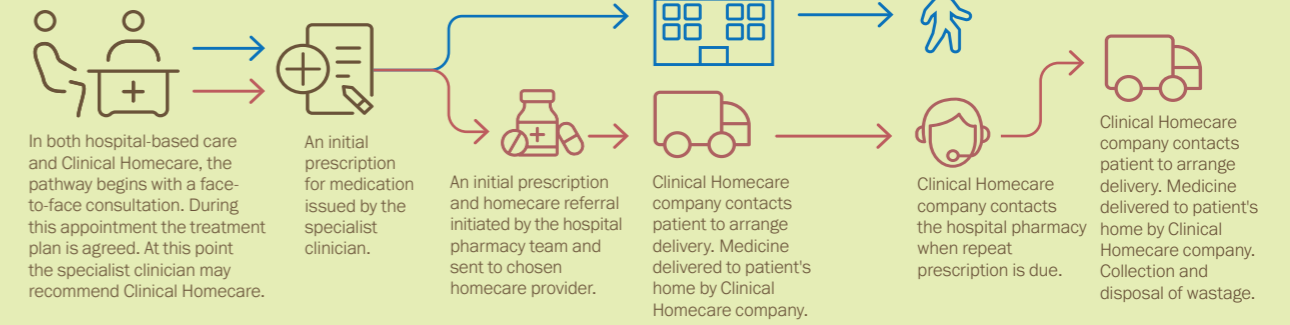 In both hospital-based care
and Clinical Homecare, the
pathway begins with a face-
to-face consultation. During
this appointment the treatment
plan is agreed. At this point
the specialist clinician may
recommend Clinical Homecare.
An initial
prescription
for medication
issued by the
specialist
clinician.
An initial prescription
and homecare referral
initiated by the hospital
pharmacy team and
sent to chosen
homecare provider.
Clinical Homecare
company contacts
patient to arrange
delivery. Medicine
delivered to patient's
home by Clinical
Homecare company.
Clinical Homecare
company contacts
the hospital pharmacy
when repeat
prescription is due.
Clinical Homecare
company contacts
patient to arrange
delivery. Medicine
delivered to patient's
home by Clinical
Homecare company.
Collection and
disposal of wastage.